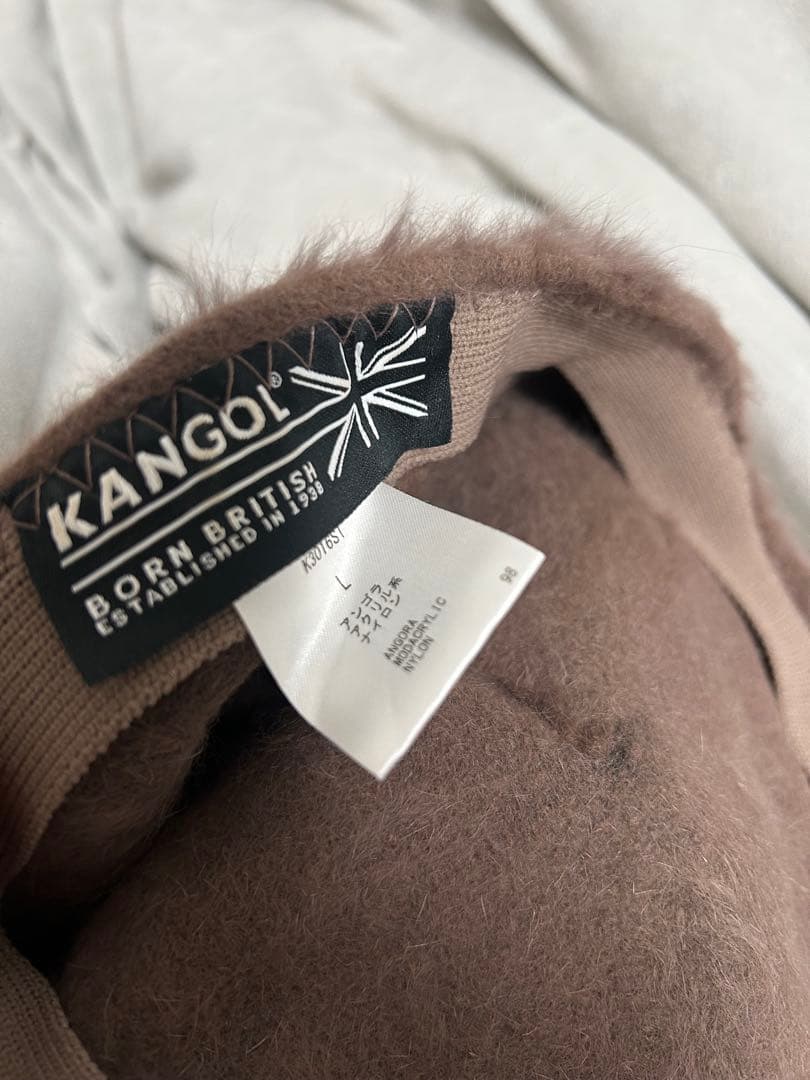 KANGOL®
BORN BRITISH
ESTABLISHED IN 1938
K3016ST
L
アンゴラ
アクリル系
ナイロン
ANGORA
MODACRYLIC
NYLON
98